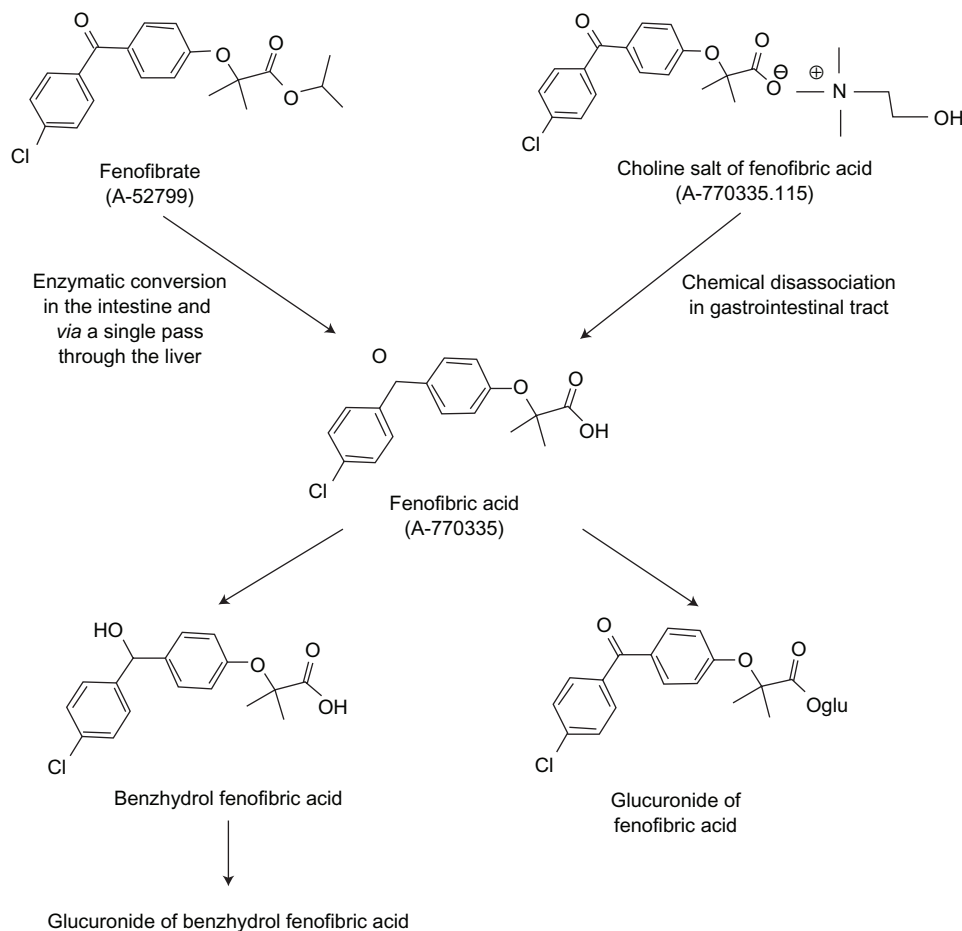 O
O
O
O
Cl
Fenofibrate
(A-52799)
O
O
O
O
⊖
⊕
N
OH
Cl
Choline salt of fenofibric acid
(A-770335.115)
Enzymatic conversion
in the intestine and
via a single pass
through the liver
Chemical disassociation
in gastrointestinal tract
O
O
O
OH
Cl
Fenofibric acid
(A-770335)
HO
O
O
OH
Cl
Benzhydrol fenofibric acid
O
O
O
Oglu
Cl
Glucuronide of
fenofibric acid
Glucuronide of benzhydrol fenofibric acid